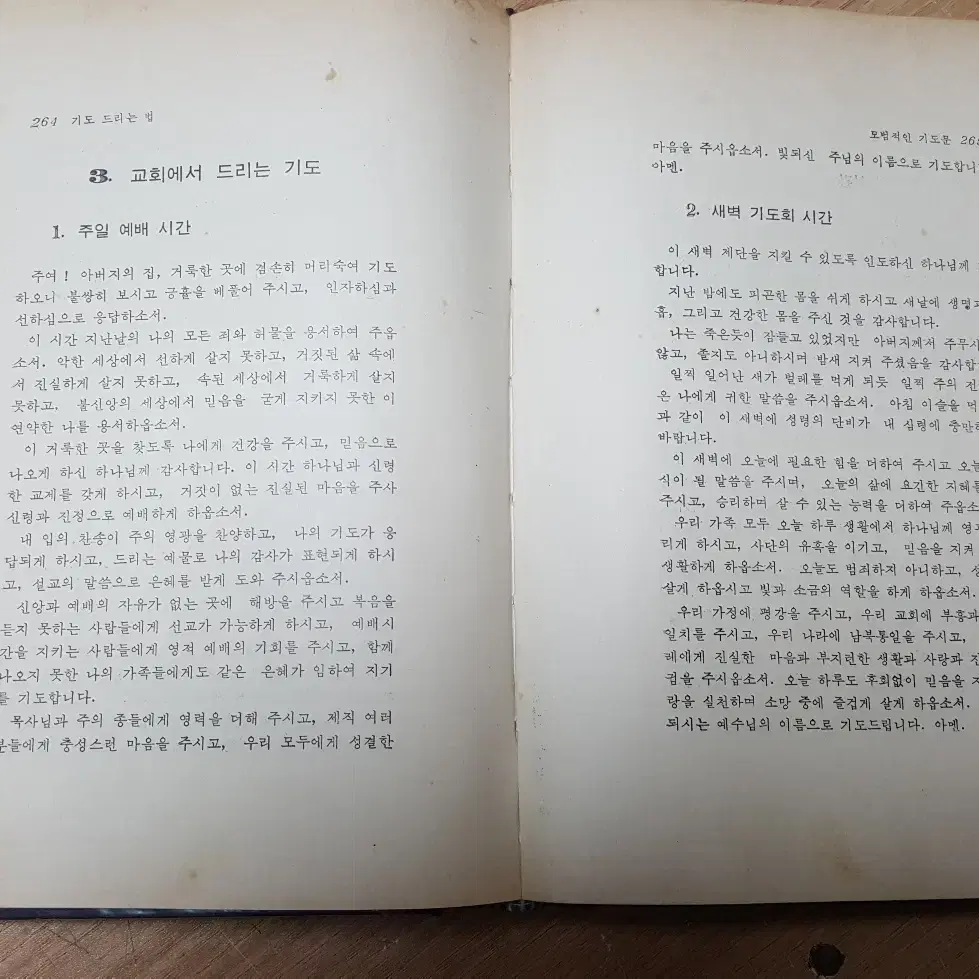 264 기도 드리는 법
3. 교회에서 드리는 기도
1. 주일 예배 시간
주여! 아버지의 집, 거룩한 곳에 겸손히 머리숙여 기도
하오니 불쌍히 보시고 긍휼을 베풀어 주시고, 인자하심과
선하심으로 응답하소서.
이 시간 지난날의 나의 모든 죄와 허물을 용서하여 주옵
소서. 악한 세상에서 선하게 살지 못하고, 거짓된 삶 속에
서 진실하게 살지 못하고, 속된 세상에서 거룩하게 살지
못하고, 불신앙의 세상에서 믿음을 굳게 지키지 못한 이
연약한 나를 용서하옵소서.
이 거룩한 곳을 찾도록 나에게 건강을 주시고, 믿음으로
나오게 하신 하나님께 감사합니다. 이 시간 하나님과 신령
한 교제를 갖게 하시고, 거짓이 없는 진실된 마음을 주사
신령과 진정으로 예배하게 하옵소서.
내 입의 찬송이 주의 영광을 찬양하고, 나의 기도가 응
답되게 하시고, 드리는 예물로 나의 감사가 표현되게 하시
고, 설교의 말씀으로 은혜를 받게 도와 주시옵소서.
신앙과 예배의 자유가 없는 곳에 해방을 주시고 복음을
듣지 못하는 사람들에게 선교가 가능하게 하시고, 예배시
간을 지키는 사람들에게 영적 예배의 기회를 주시고, 함께
나오지 못한 나의 가족들에게도 같은 은혜가 임하여 지기
를 기도합니다.
목사님과 주의 종들에게 영력을 더해 주시고, 제직 여러
분들에게 충성스런 마음을 주시고, 우리 모두에게 성결한
모범적인 기도문
마음을 주시옵소서. 빛되신 주님의 이름으로 기도합니
아멘.
2. 새벽 기도회 시간
이 새벽 제단을 지킬 수 있도록 인도하신 하나님께
합니다.
지난 밤에도 피곤한 몸을 쉬게 하시고 새날에 생명과
흡, 그리고 건강한 몸을 주신 것을 감사합니다.
나는 죽은듯이 잠들고 있었지만 아버지께서 주무시
않고, 졸지도 아니하시며 밤새 지켜 주셨음을 감사합
일찍 일어난 새가 벌레를 먹게 되듯 일찍 주의 전
은 나에게 귀한 말씀을 주시옵소서. 아침 이슬을 먹
과 같이 이 새벽에 성령의 단비가 내 심령에 충만하
바랍니다.
이 새벽에 오늘에 필요한 힘을 더하여 주시고 오늘
식이 될 말씀을 주시며, 오늘의 삶에 요긴한 지혜를
주시고, 승리하며 살 수 있는 능력을 더하여 주옵소
우리 가족 모두 오늘 하루 생활에서 하나님께 영광
리게 하시고, 사단의 유혹을 이기고, 믿음을 지켜
생활하게 하옵소서. 오늘도 범죄하지 아니하고,
살게 하옵시고 빛과 소금의 역할을 하게 하옵소서.
우리 가정에 평강을 주시고, 우리 교회에 부흥과
일치를 주시고, 우리 나라에 남북통일을 주시고,
레에게 진실한 마음과 부지런한 생활과 사랑과
검을 주시옵소서. 오늘 하루도 후회없이 믿음을 지
랑을 실천하며 소망 중에 즐겁게 살게 하옵소서.
되시는 예수님의 이름으로 기도드립니다. 아멘.